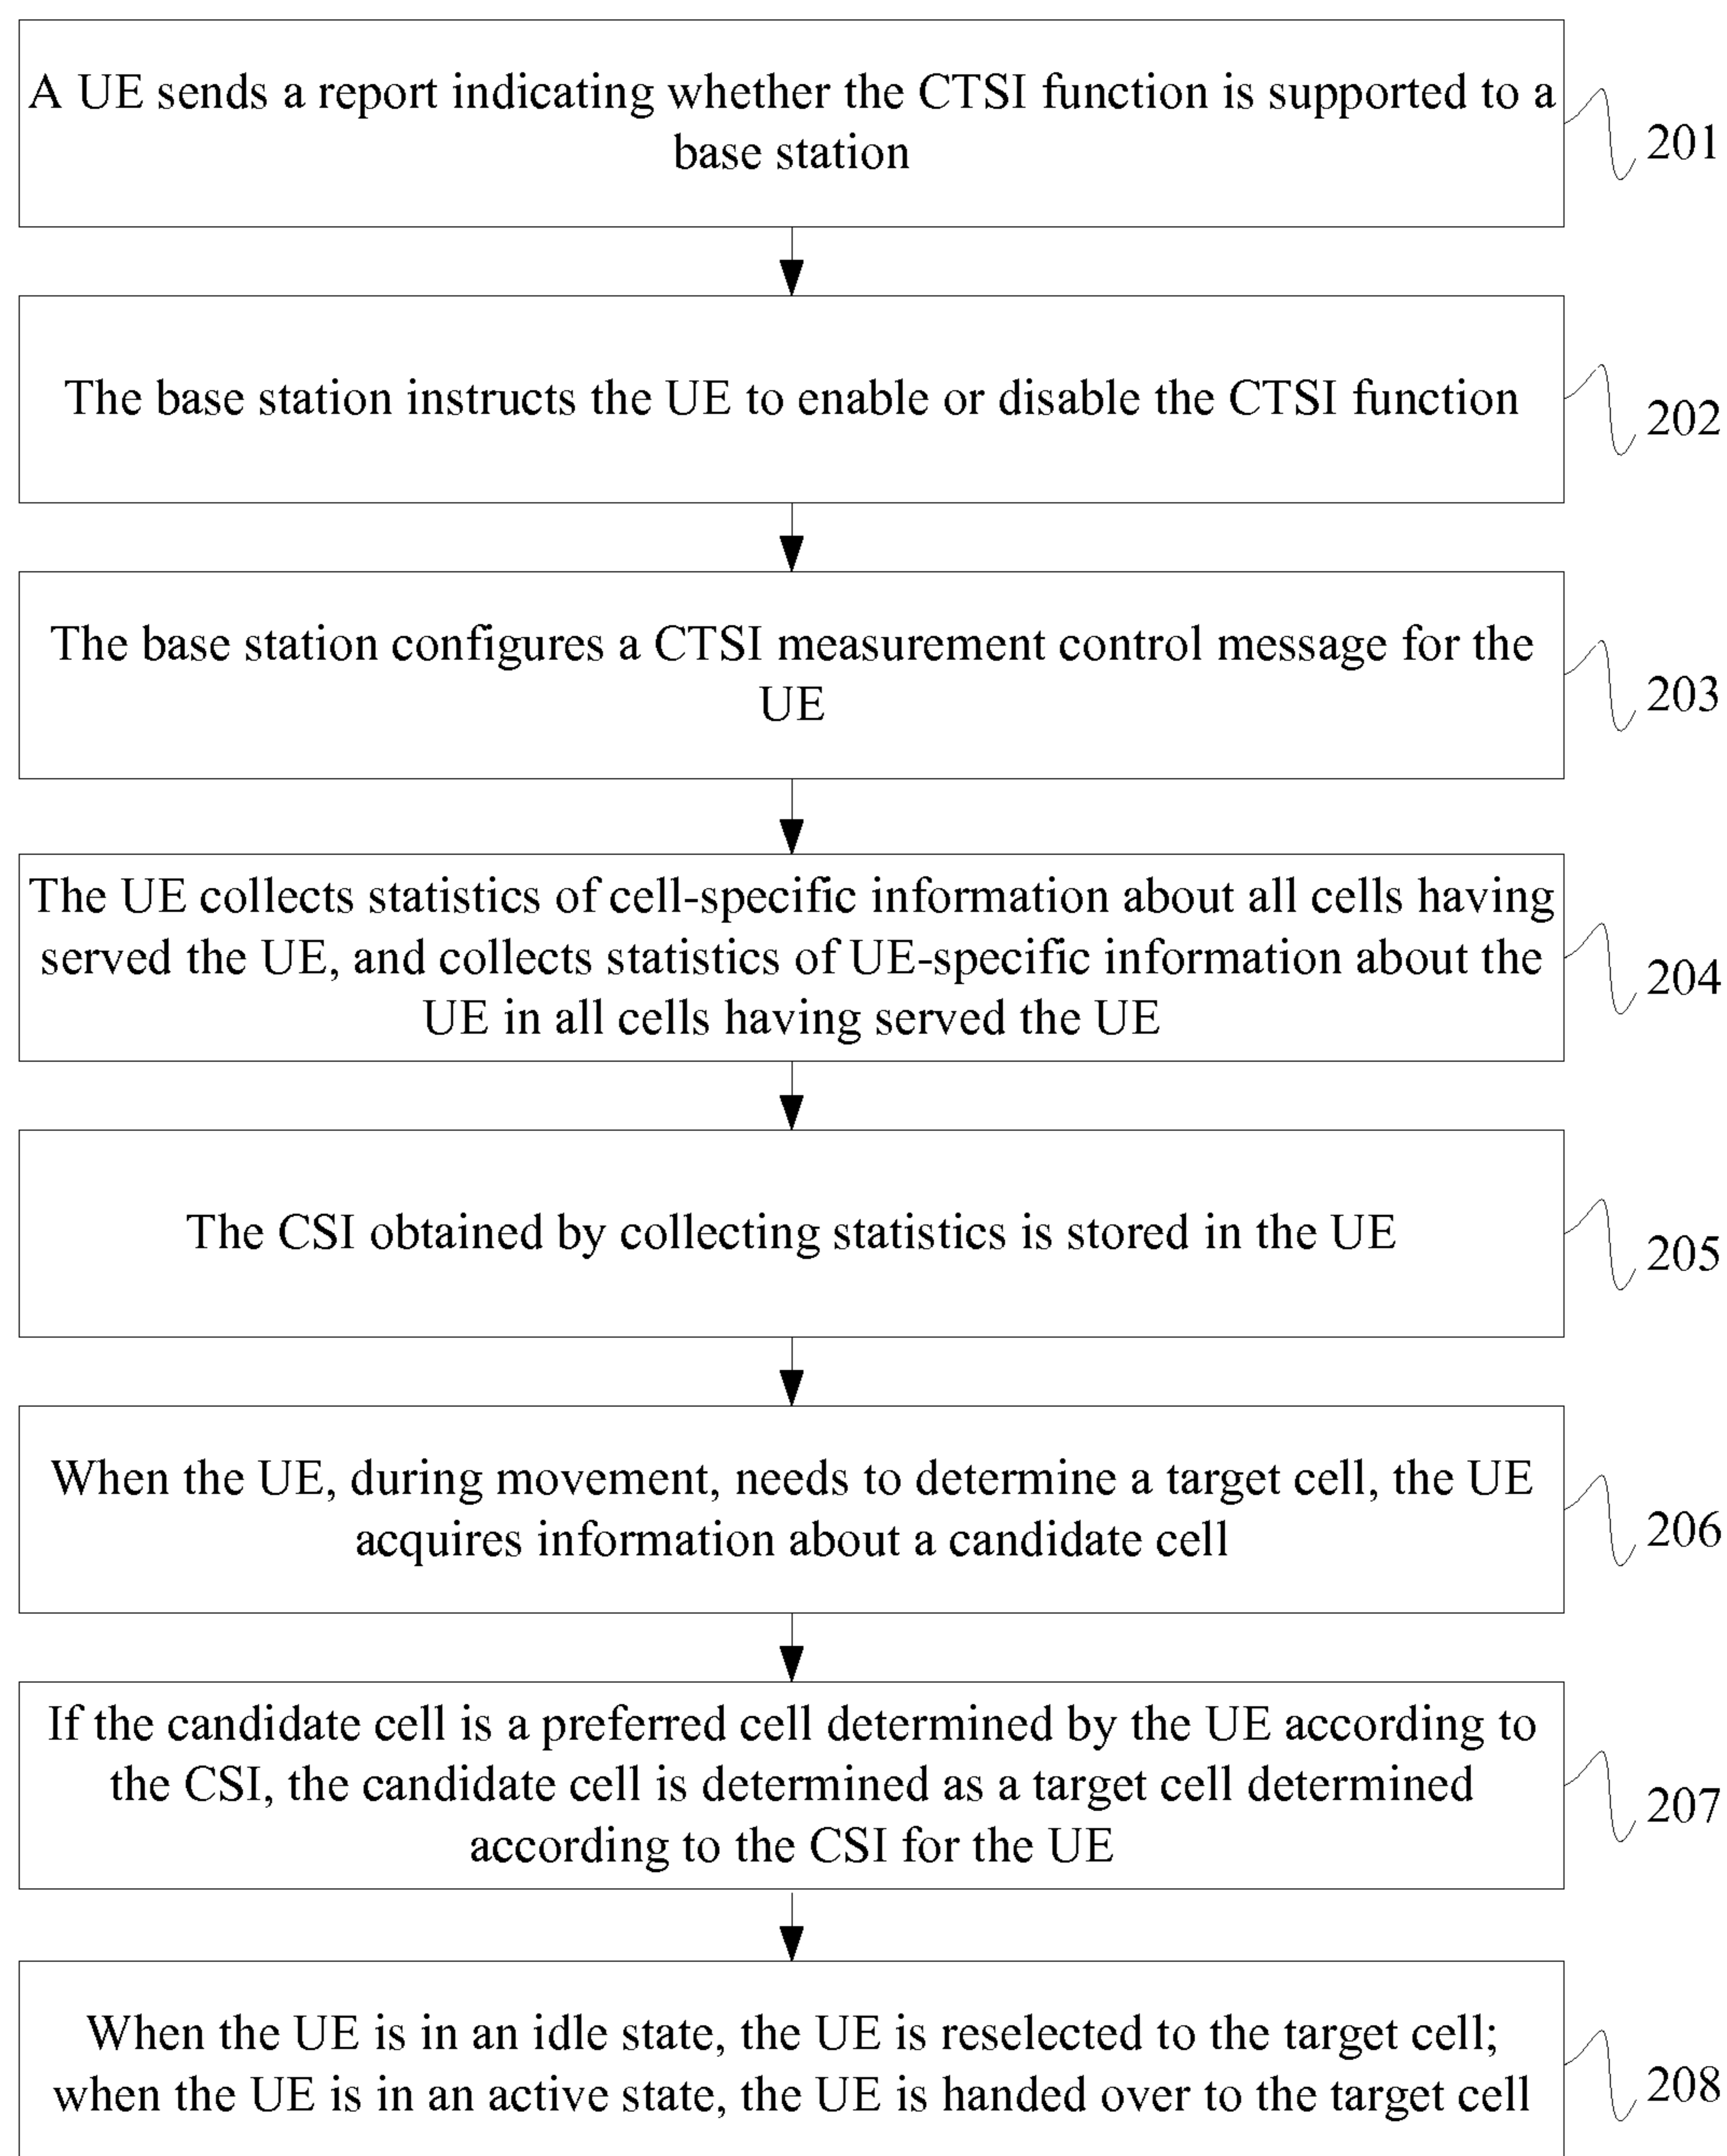 A UE sends a report indicating whether the CTSI function is supported to a
base station
201
The base station instructs the UE to enable or disable the CTSI function
202
The base station configures a CTSI measurement control message for the
UE
203
The UE collects statistics of cell-specific information about all cells having
served the UE, and collects statistics of UE-specific information about the
UE in all cells having served the UE
204
The CSI obtained by collecting statistics is stored in the UE
205
When the UE, during movement, needs to determine a target cell, the UE
acquires information about a candidate cell
206
If the candidate cell is a preferred cell determined by the UE according to
the CSI, the candidate cell is determined as a target cell determined
according to the CSI for the UE
207
When the UE is in an idle state, the UE is reselected to the target cell;
when the UE is in an active state, the UE is handed over to the target cell
208